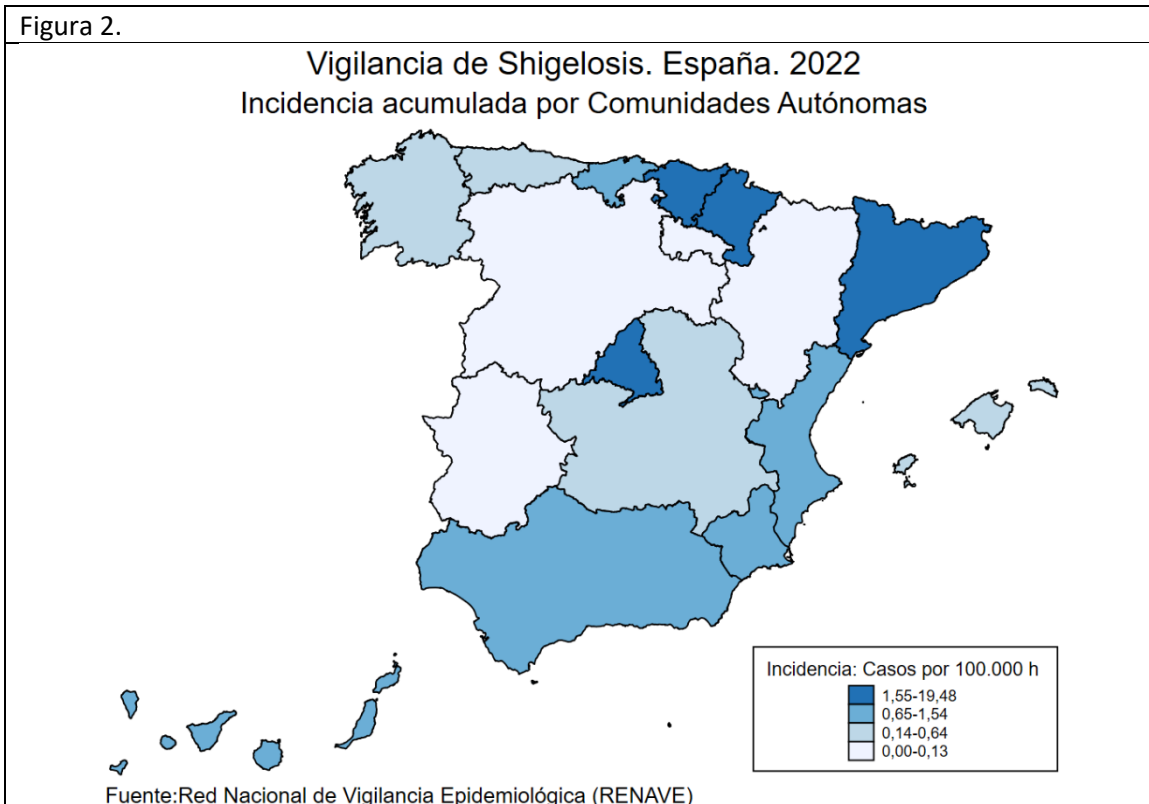 Figura 2.
Vigilancia de Shigelosis. España. 2022
Incidencia acumulada por Comunidades Autónomas
Incidencia: Casos por 100.000 h
1,55-19,48
0,65-1,54
0,14-0,64
0,00-0,13
Fuente:Red Nacional de Vigilancia Epidemiológica (RENAVE)